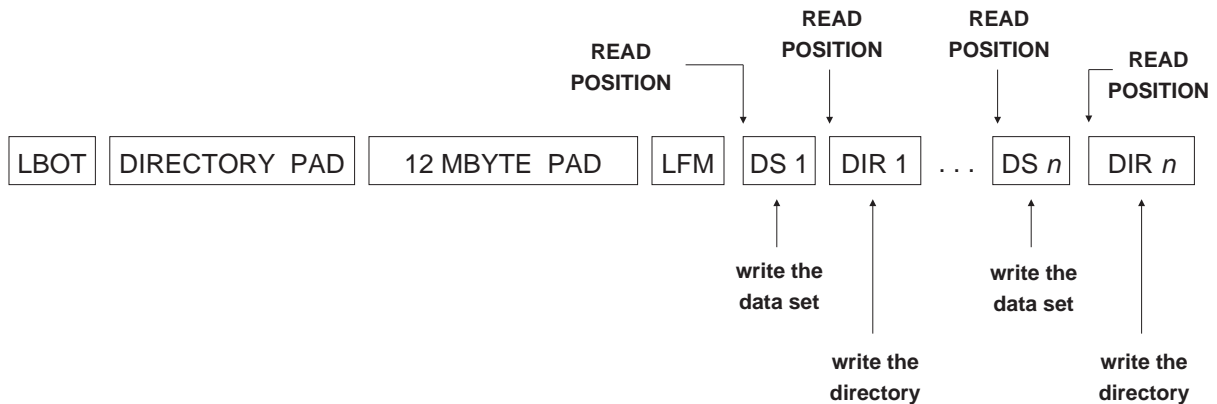 READ
POSITION
READ
POSITION
READ
POSITION
READ
POSITION
LBOT DIRECTORY PAD 12 MBYTE PAD LFM DS 1 DIR 1 . . . DS n DIR n
write the
data set
write the
data set
write the
directory
write the
directory